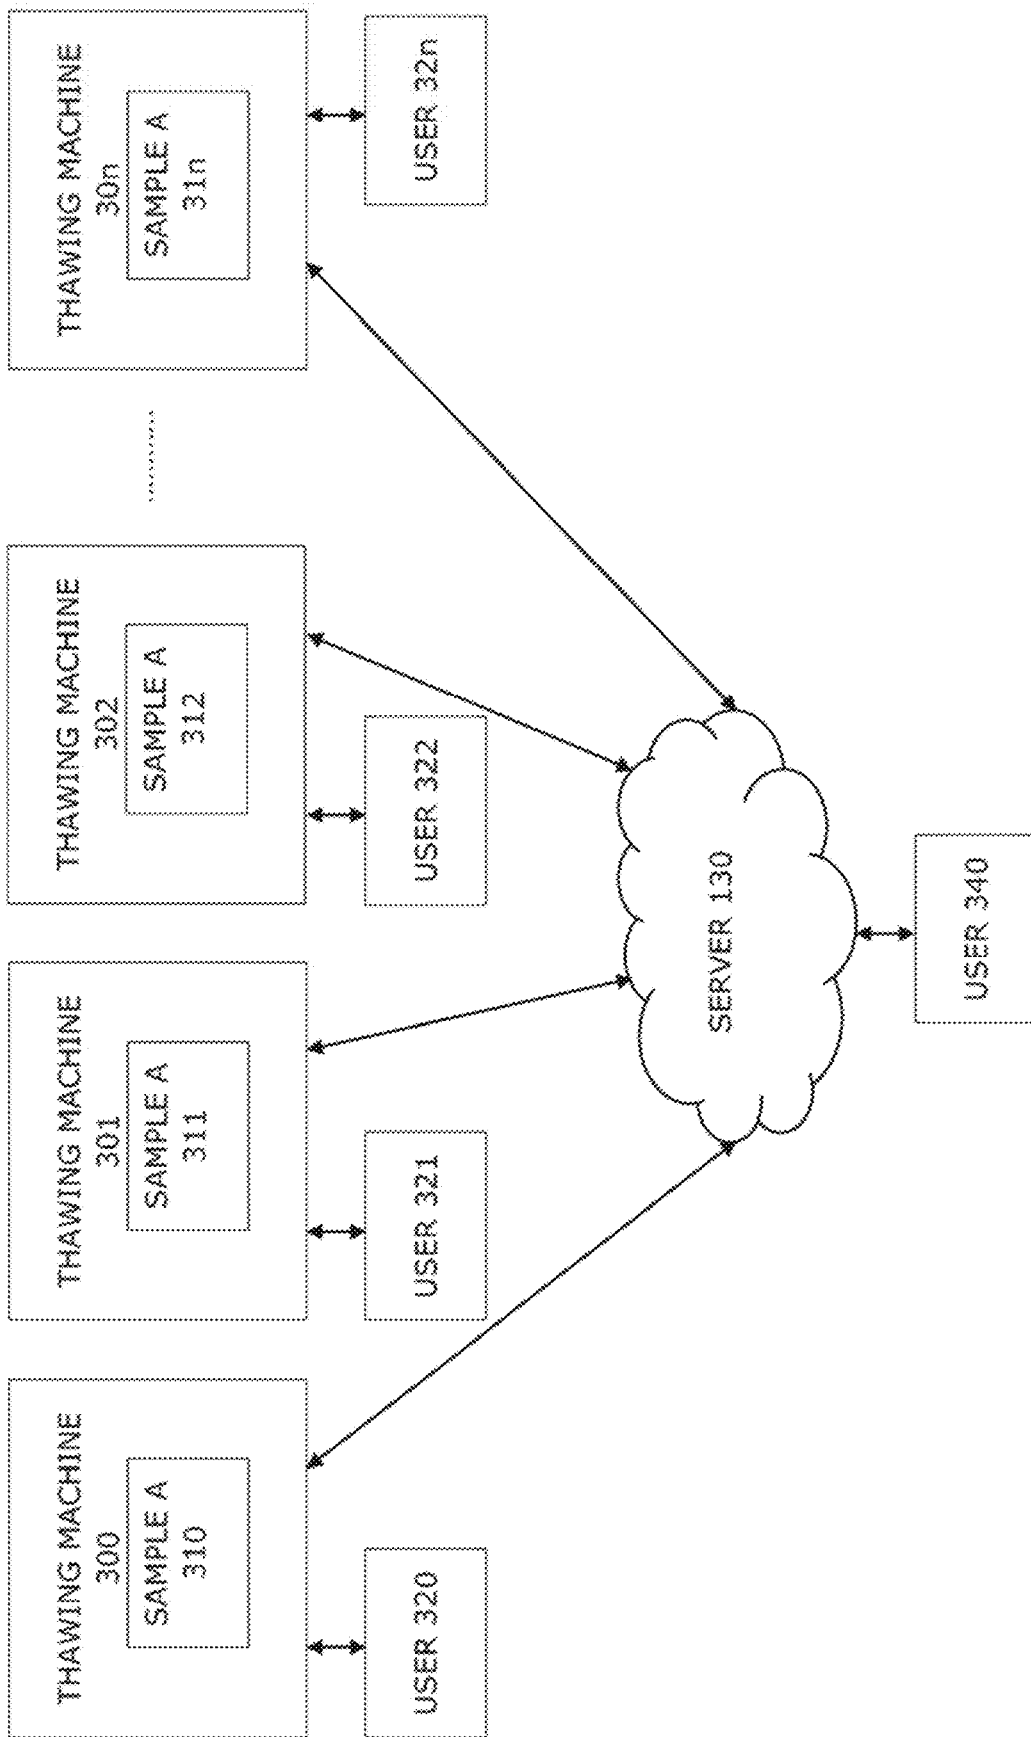 THAWING MACHINE
300
SAMPLE A
310
USER 320
THAWING MACHINE
301
SAMPLE A
311
USER 321
THAWING MACHINE
302
SAMPLE A
312
USER 322
THAWING MACHINE
30n
SAMPLE A
31n
USER 32n
SERVER 130
USER 340